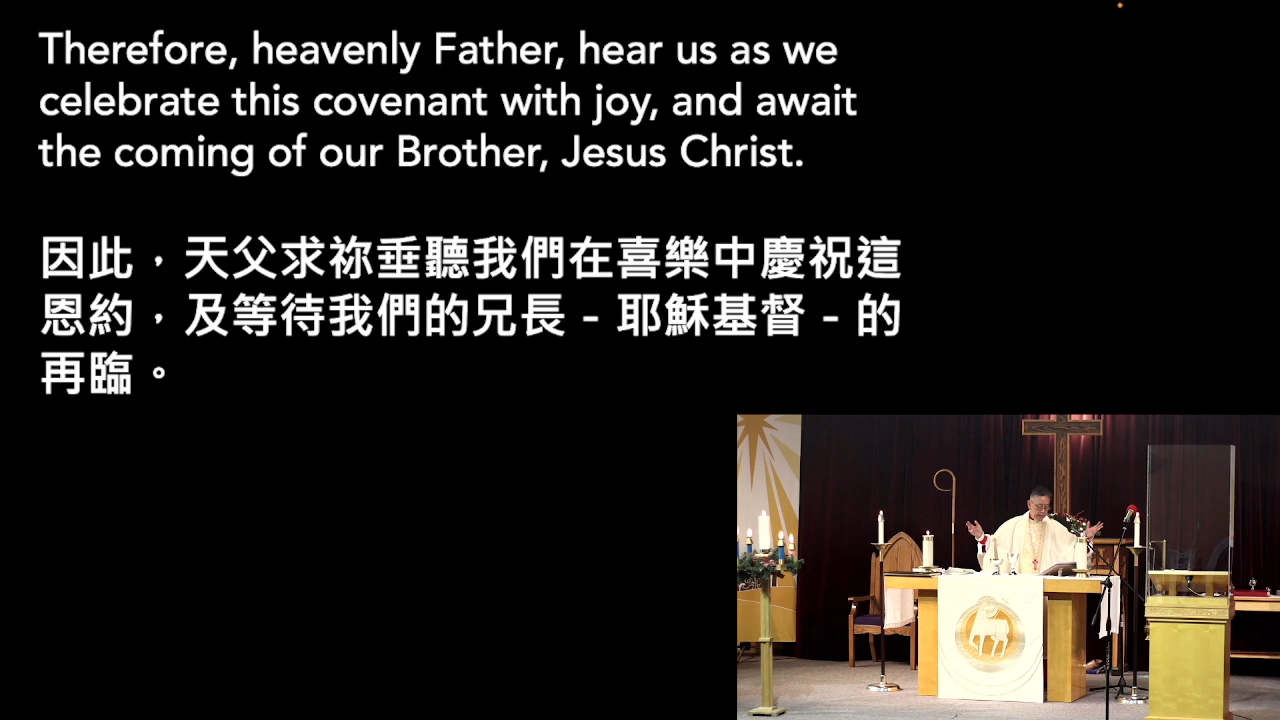 Therefore, heavenly Father, hear us as we
celebrate this covenant with joy, and await
the coming of our Brother, Jesus Christ.
因此，天父求祢垂聽我們在喜樂中慶祝這
恩約，及等待我們的兄長 - 耶穌基督 - 的
再臨。